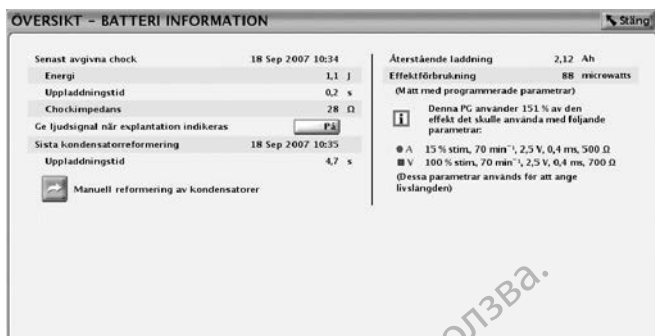 ÖVERSIKT – BATTERI INFORMATION
Stäng
Senast avgivna chock 18 Sep 2007 10:34
Energi 1,1 J
Uppladdningstid 0,2 s
Chockimpedans 28 Ω
Ge ljudsignal när explantation indikeras På
Sista kondensatorreformering 18 Sep 2007 10:35
Uppladdningstid 4,7 s
Manuell reformering av kondensatorer
Återstående laddning 2,12 Ah
Effektförbrukning 88 microwatts
(Mätt med programmerade parametrar)
i
Denna PG använder 151 % av den
effekt det skulle använda med följande
parametrar:
A 15 % stim, 70 min⁻¹, 2,5 V, 0,4 ms, 500 Ω
V 100 % stim, 70 min⁻¹, 2,5 V, 0,4 ms, 700 Ω
(Dessa parametrar används för att ange
livslängden)